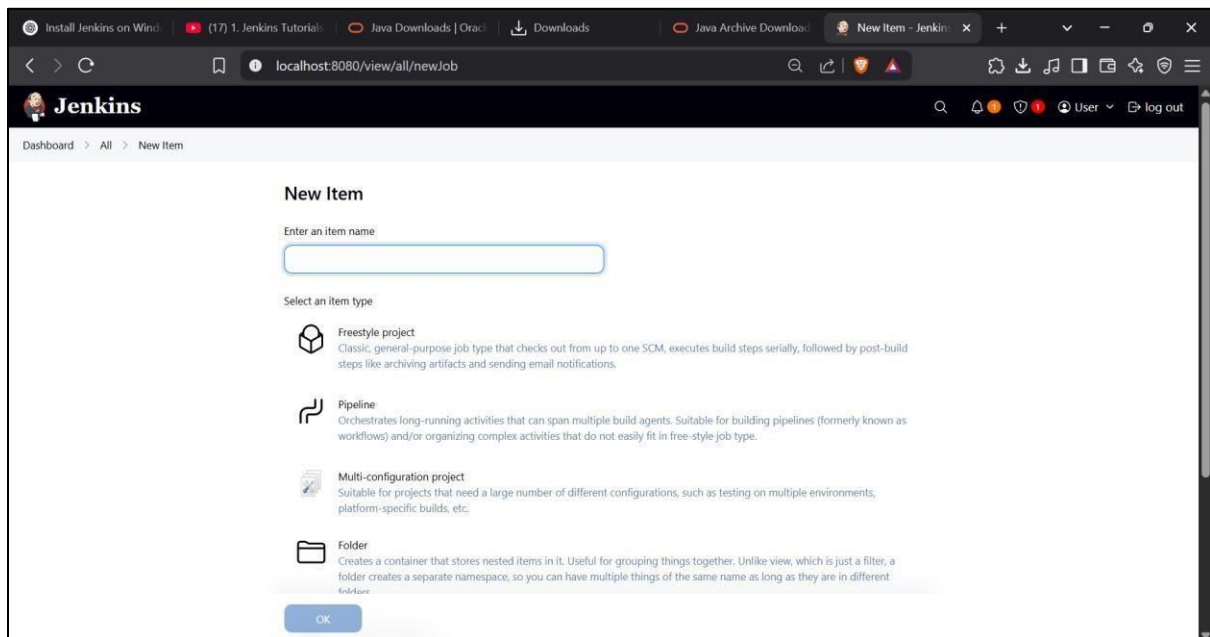 Install Jenkins on Wind
(17) 1. Jenkins Tutorials
Java Downloads | Orac
Downloads
Java Archive Download
New Item - Jenkin
localhost:8080/view/all/newJob
Jenkins
1
1
User
log out
Dashboard > All > New Item
New Item
Enter an item name
Select an item type
Freestyle project
Classic, general-purpose job type that checks out from up to one SCM, executes build steps serially, followed by post-build
steps like archiving artifacts and sending email notifications.
Pipeline
Orchestrates long-running activities that can span multiple build agents. Suitable for building pipelines (formerly known as
workflows) and/or organizing complex activities that do not easily fit in free-style job type.
Multi-configuration project
Suitable for projects that need a large number of different configurations, such as testing on multiple environments,
platform-specific builds, etc.
Folder
Creates a container that stores nested items in it. Useful for grouping things together. Unlike view, which is just a filter, a
folder creates a separate namespace, so you can have multiple things of the same name as long as they are in different
folders.
OK